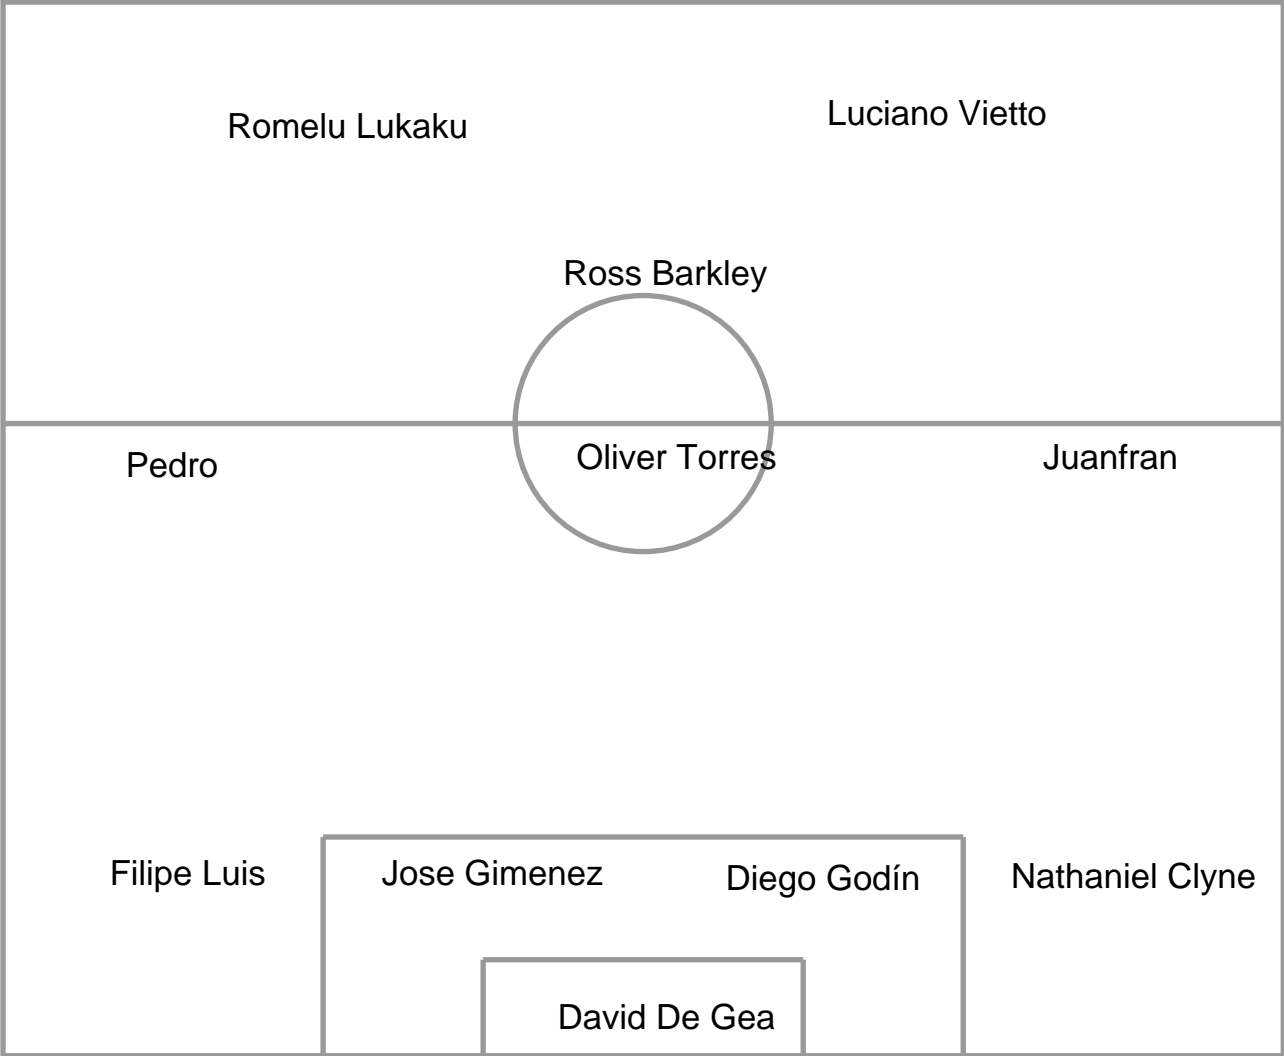 Romelu Lukaku
Luciano Vietto
Ross Barkley
Pedro
Oliver Torres
Juanfran
Filipe Luis
Jose Gimenez
Diego Godín
Nathaniel Clyne
David De Gea